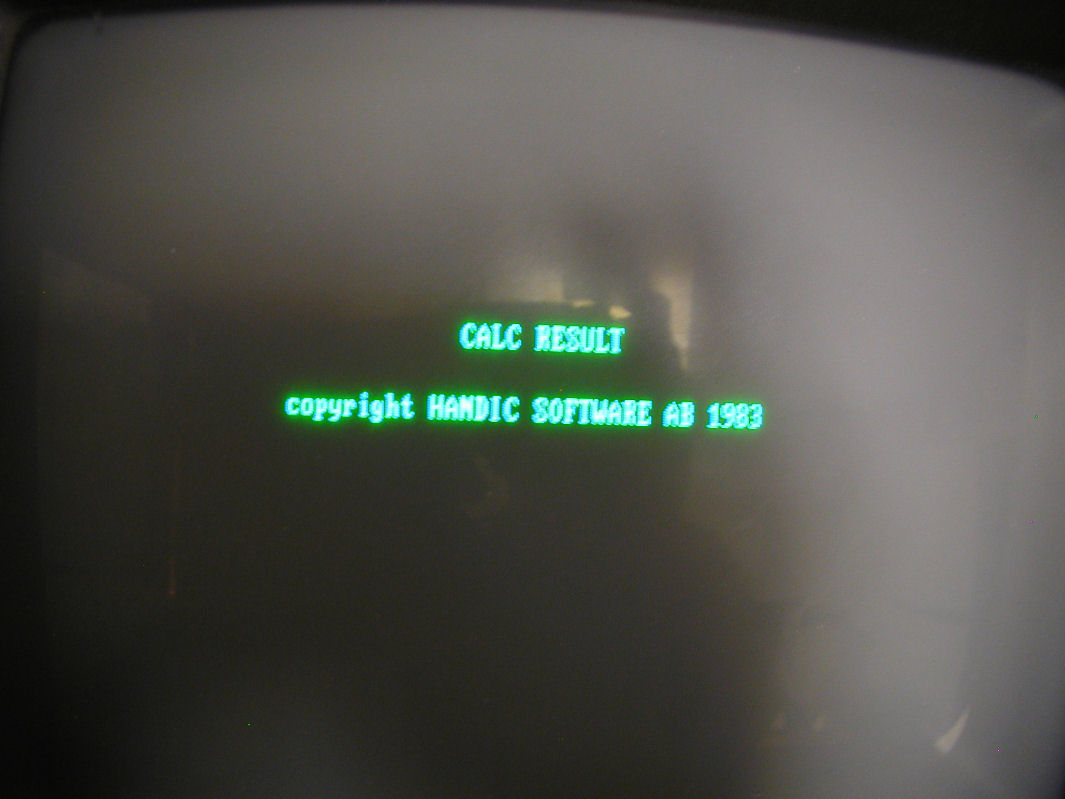 CALC RESULT
copyright HANDIC SOFTWARE AB 1983